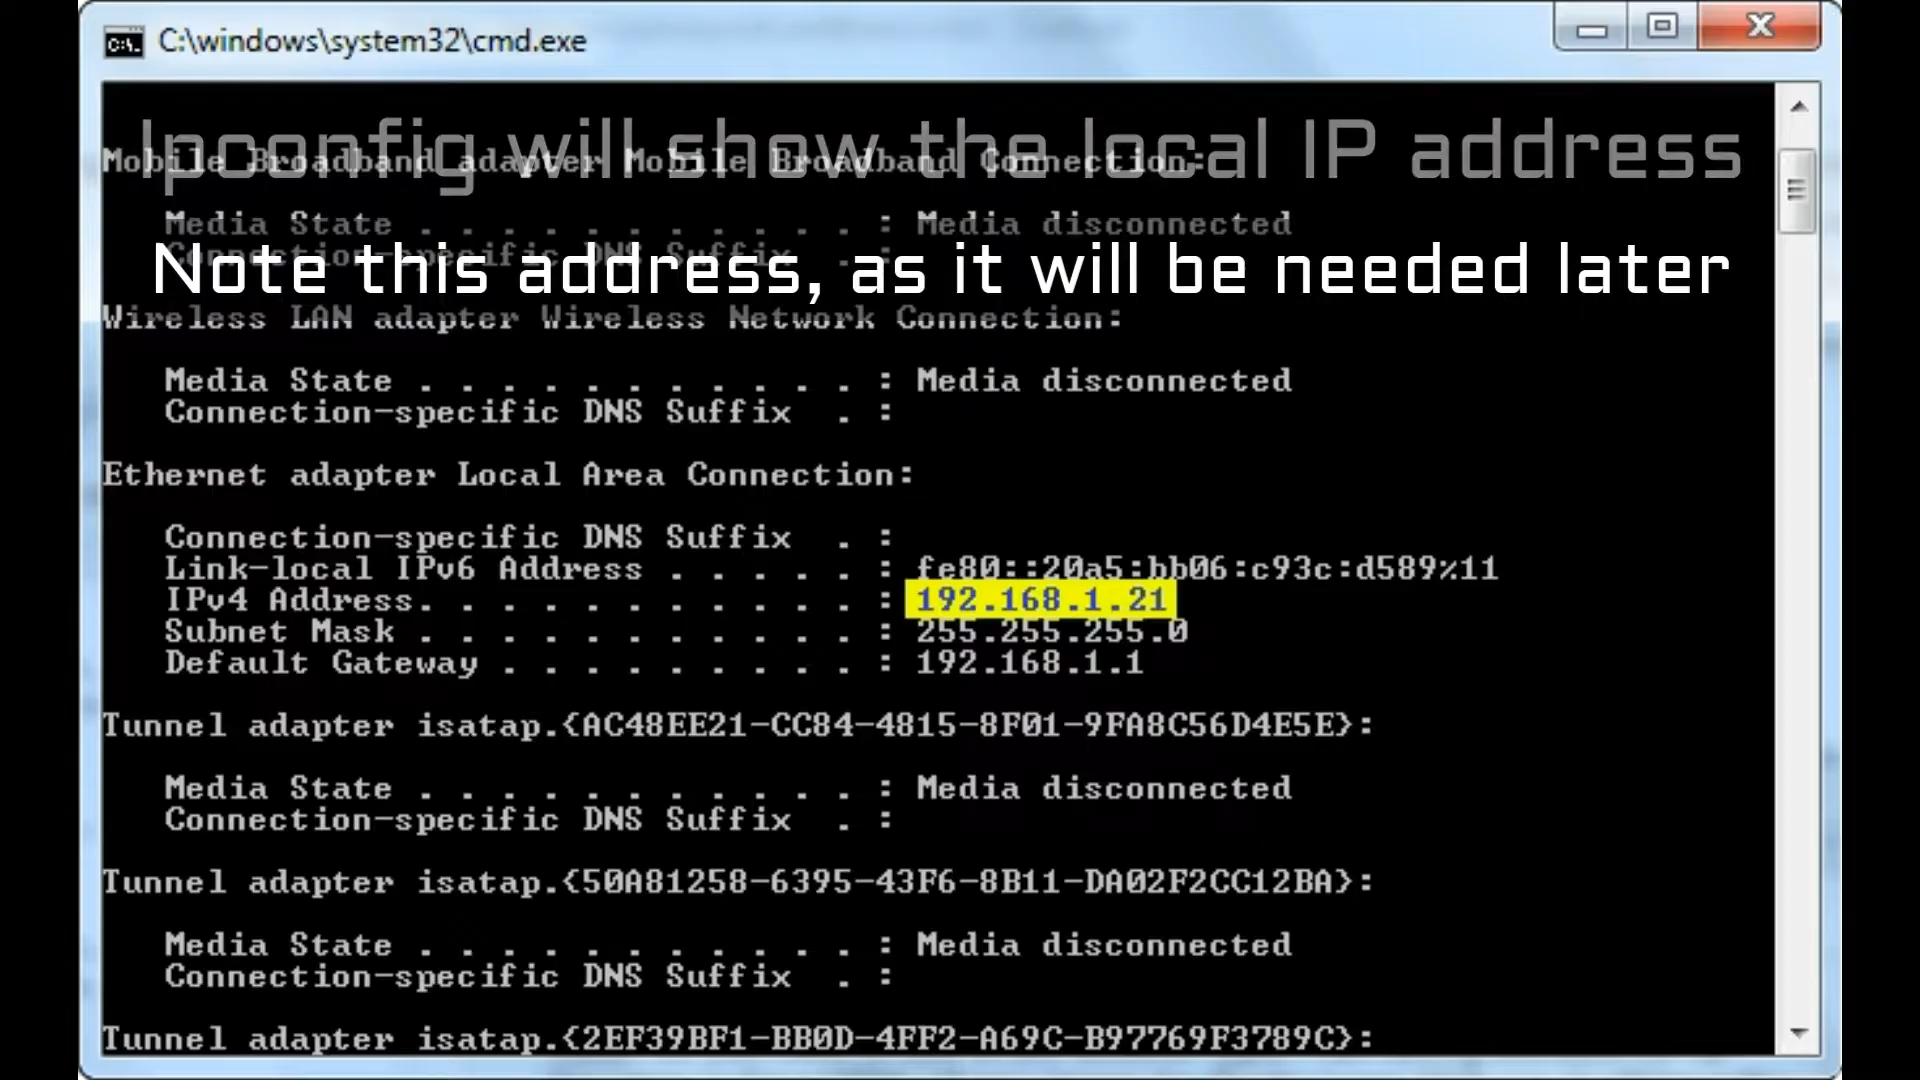 C:\windows\system32\cmd.exe
Ipconfig will show the local IP address
Mobile Broadband adapter Mobile Broadband Connection:
Media State . . . . . . . . . . . : Media disconnected
Connection-specific DNS Suffix  . :
Note this address, as it will be needed later
Wireless LAN adapter Wireless Network Connection:
Media State . . . . . . . . . . . : Media disconnected
Connection-specific DNS Suffix  . :
Ethernet adapter Local Area Connection:
Connection-specific DNS Suffix  . :
Link-local IPv6 Address . . . . . : fe80::20a5:bb06:c93c:d589%11
IPv4 Address. . . . . . . . . . . : 192.168.1.21
Subnet Mask . . . . . . . . . . . : 255.255.255.0
Default Gateway . . . . . . . . . : 192.168.1.1
Tunnel adapter isatap.{AC48EE21-CC84-4815-8F01-9FA8C56D4E5E}:
Media State . . . . . . . . . . . : Media disconnected
Connection-specific DNS Suffix  . :
Tunnel adapter isatap.{50A81258-6395-43F6-8B11-DA02F2CC12BA}:
Media State . . . . . . . . . . . : Media disconnected
Connection-specific DNS Suffix  . :
Tunnel adapter isatap.{2EF39BF1-BB0D-4FF2-A69C-B97769F3789C}: